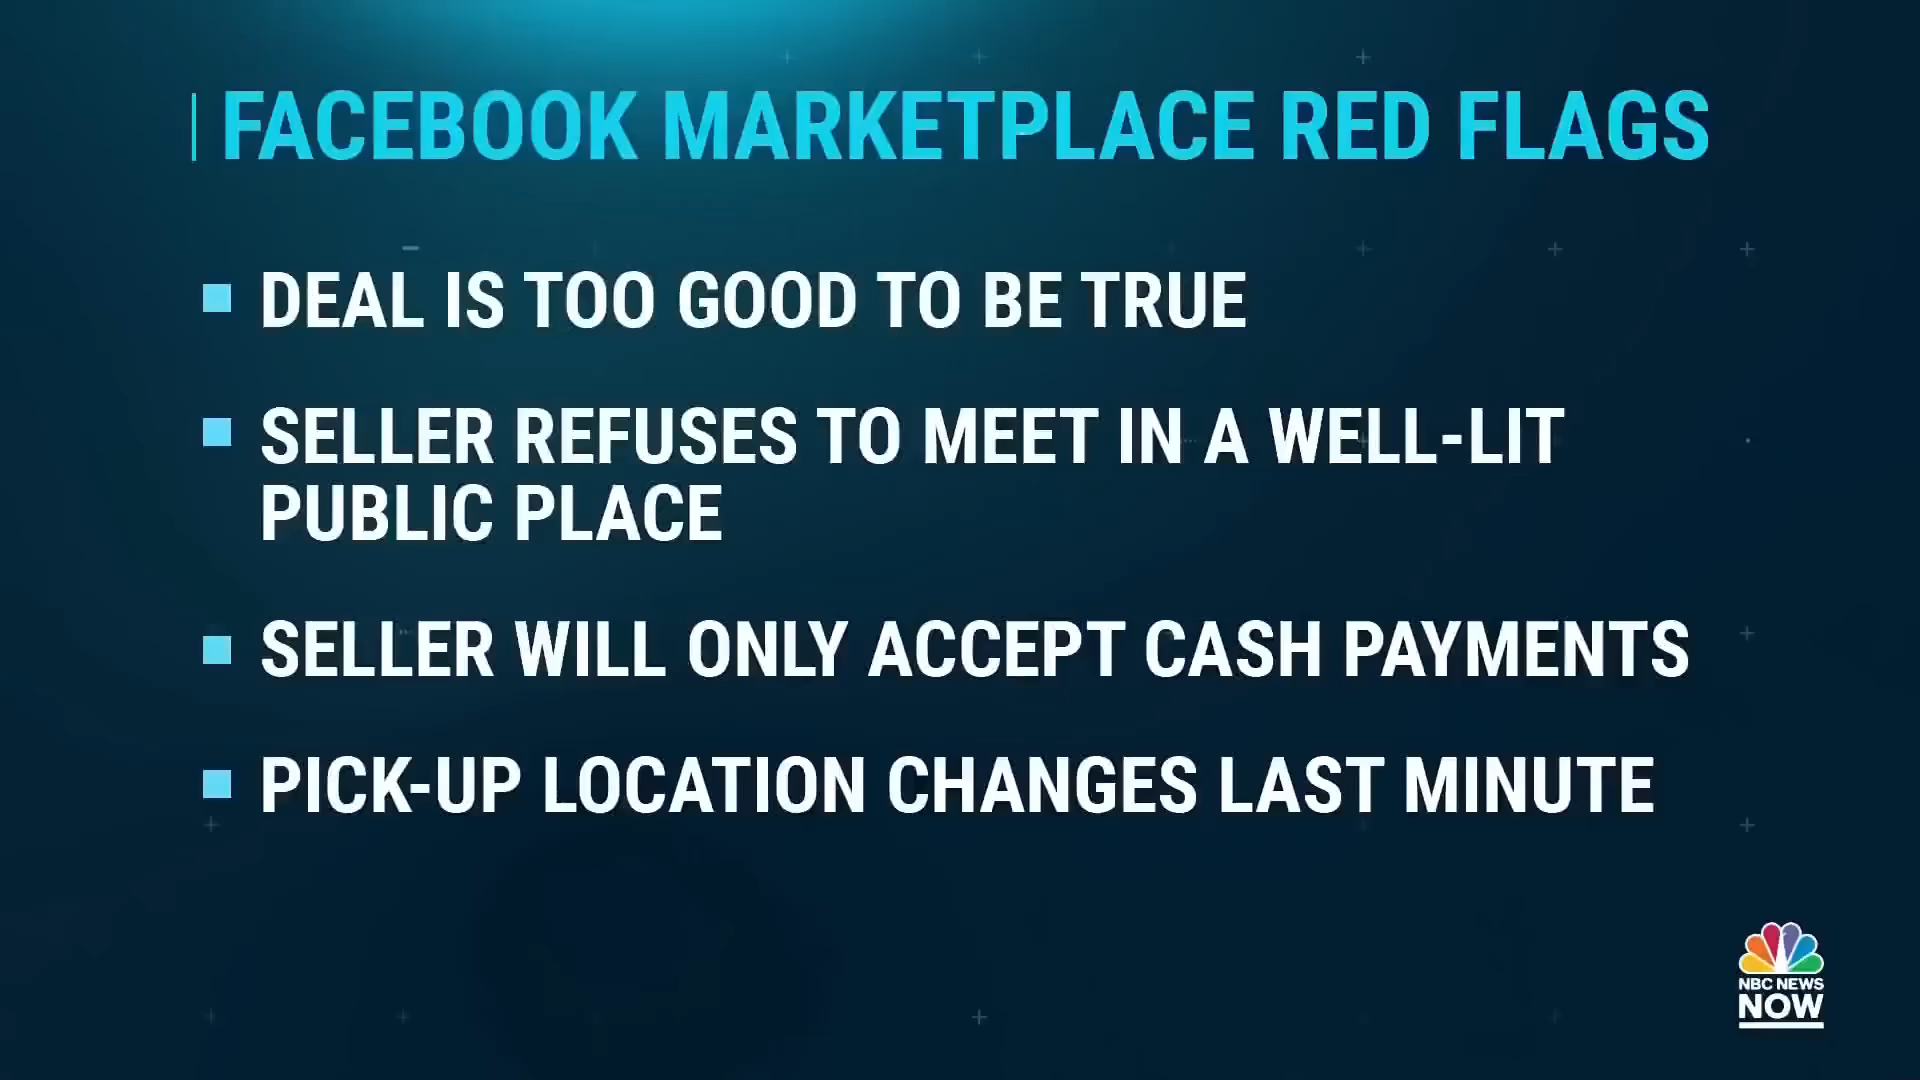 FACEBOOK MARKETPLACE RED FLAGS
DEAL IS TOO GOOD TO BE TRUE
SELLER REFUSES TO MEET IN A WELL-LIT
PUBLIC PLACE
SELLER WILL ONLY ACCEPT CASH PAYMENTS
PICK-UP LOCATION CHANGES LAST MINUTE
NBC NEWS
NOW